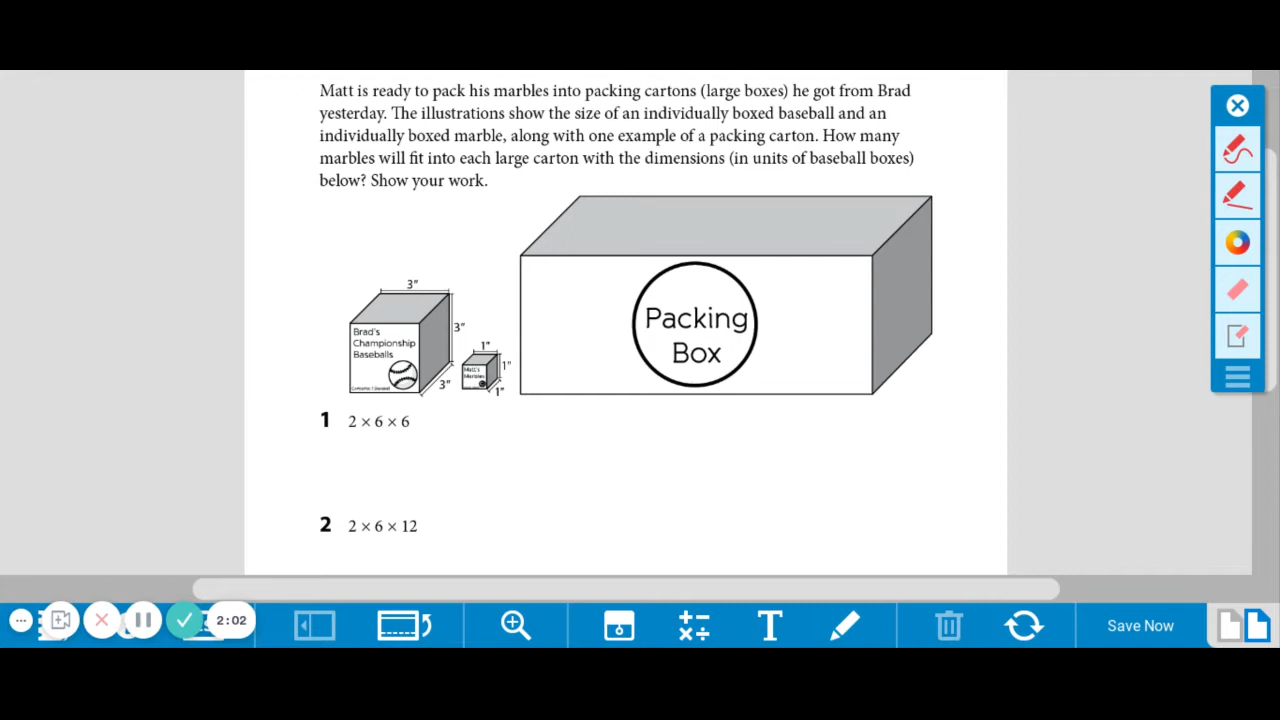 Matt is ready to pack his marbles into packing cartons (large boxes) he got from Brad
yesterday. The illustrations show the size of an individually boxed baseball and an
individually boxed marble, along with one example of a packing carton. How many
marbles will fit into each large carton with the dimensions (in units of baseball boxes)
below? Show your work.
3"
3"
3"
Brad's
Championship
Baseballs
1"
1"
1"
Matt's
Marbles
Packing
Box
1 2 × 6 × 6
2 2 × 6 × 12
2:02
T
Save Now